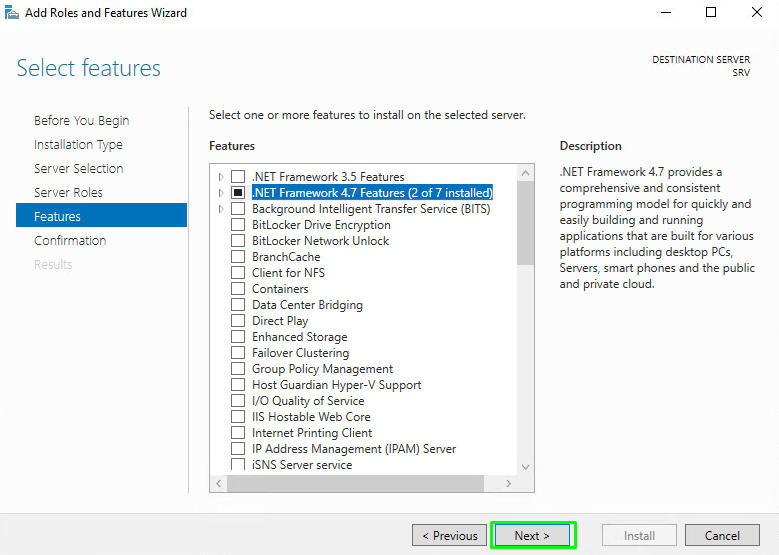 Add Roles and Features Wizard
Select features
DESTINATION SERVER
SRV
Before You Begin
Installation Type
Server Selection
Server Roles
Features
Confirmation
Results
Select one or more features to install on the selected server.
Features
.NET Framework 3.5 Features
.NET Framework 4.7 Features (2 of 7 installed)
Background Intelligent Transfer Service (BITS)
BitLocker Drive Encryption
BitLocker Network Unlock
BranchCache
Client for NFS
Containers
Data Center Bridging
Direct Play
Enhanced Storage
Failover Clustering
Group Policy Management
Host Guardian Hyper-V Support
I/O Quality of Service
IIS Hostable Web Core
Internet Printing Client
IP Address Management (IPAM) Server
iSNS Server service
Description
.NET Framework 4.7 provides a
comprehensive and consistent
programming model for quickly and
easily building and running
applications that are built for various
platforms including desktop PCs,
Servers, smart phones and the public
and private cloud.
< Previous
Next >
Install
Cancel